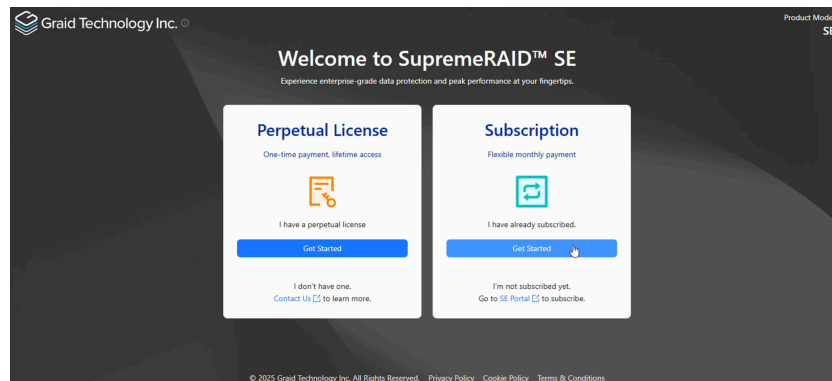 Graid Technology Inc.
Product Mode
SE
Welcome to SupremeRAID™ SE
Experience enterprise-grade data protection and peak performance at your fingertips.
Perpetual License
One-time payment, lifetime access
I have a perpetual license
Get Started
I don't have one.
Contact Us to learn more.
Subscription
Flexible monthly payment
I have already subscribed.
Get Started
I'm not subscribed yet.
Go to SE Portal to subscribe.
© 2025 Graid Technology Inc. All Rights Reserved. Privacy Policy Cookie Policy Terms & Conditions